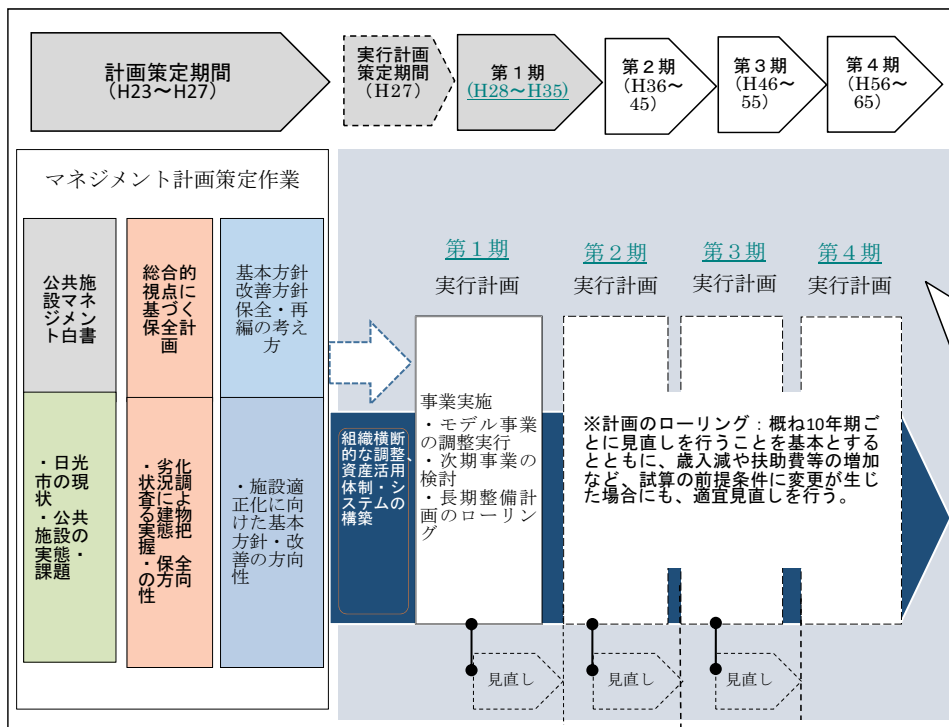 計画策定期間
（H23～H27）
実行計画
策定期間
（H27）
第１期
(H28～H35)
第２期
(H36～
45)
第３期
(H46～
55)
第４期
(H56～
65)
マネジメント計画策定作業
公共施
設マネ
ジメン
ト白書
総合的
視点に
基づく
保全計
画
基本方針
改善方針
保全・再
編の考え
方
・日光
市の現
状
・公共
施設の
実態・
課題
・劣化
状況調
査によ
る建物
実態把
握
・保全
の方向
性
・施設適
正化に向
けた基本
方針・改
善の方向
性
組織横断
的な調整、
資産活用
体制・シス
テムの
構築
第１期
実行計画
第２期
実行計画
第３期
実行計画
第４期
実行計画
事業実施
・モデル事業
の調整実行
・次期事業の
検討
・長期整備計
画のローリン
グ
※計画のローリング：概ね10年期ご
とに見直しを行うことを基本とする
とともに、歳入減や扶助費等の増加
など、試算の前提条件に変更が生じ
た場合にも、適宜見直しを行う。
見直し
見直し
見直し